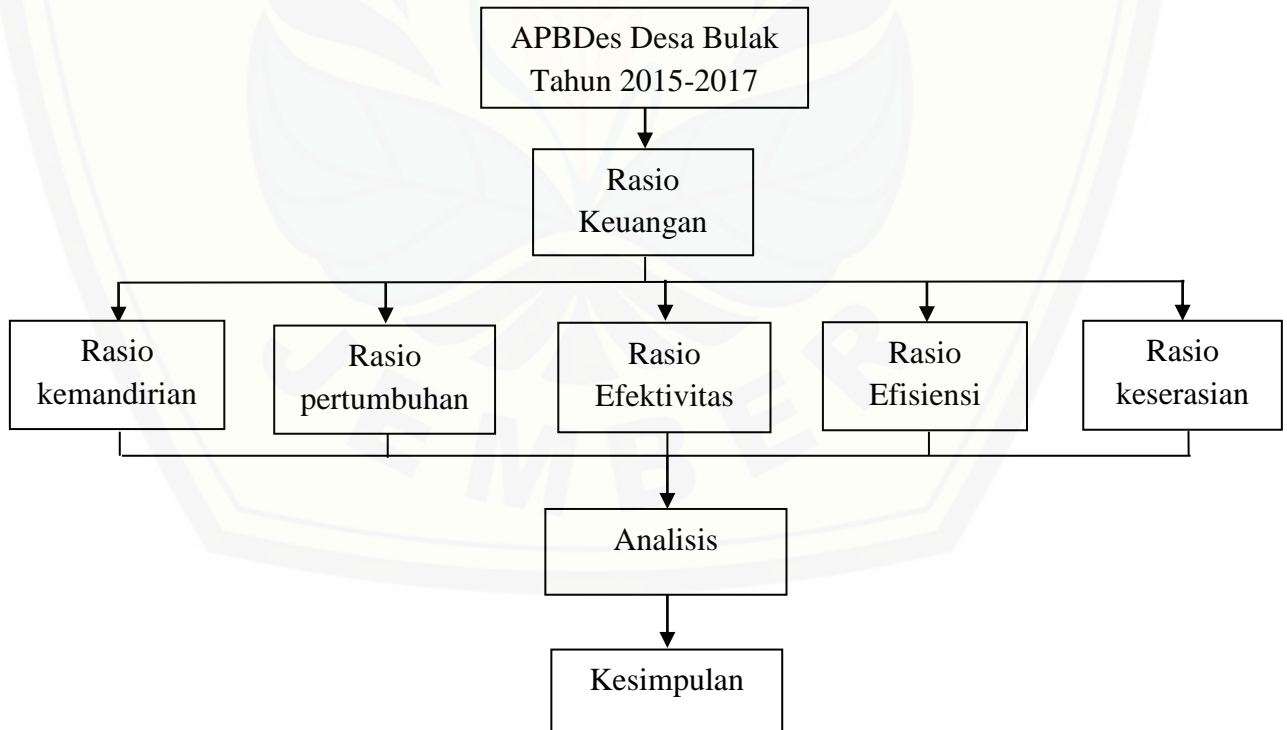 APBDes Desa Bulak
Tahun 2015-2017
Rasio
Keuangan
Rasio
kemandirian
Rasio
pertumbuhan
Rasio
Efektivitas
Rasio
Efisiensi
Rasio
keserasian
JEMBER
Analisis
Kesimpulan